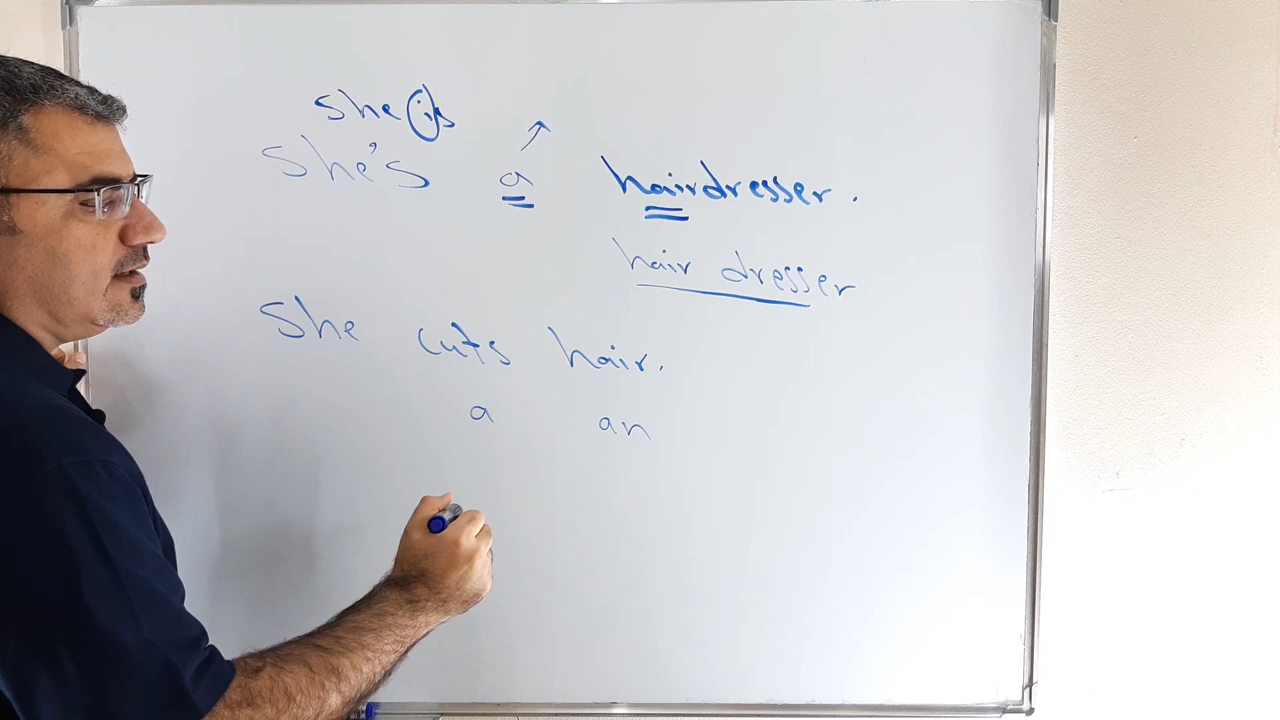 she is
she's a hairdresser.
hair dresser
She cuts hair.
a an